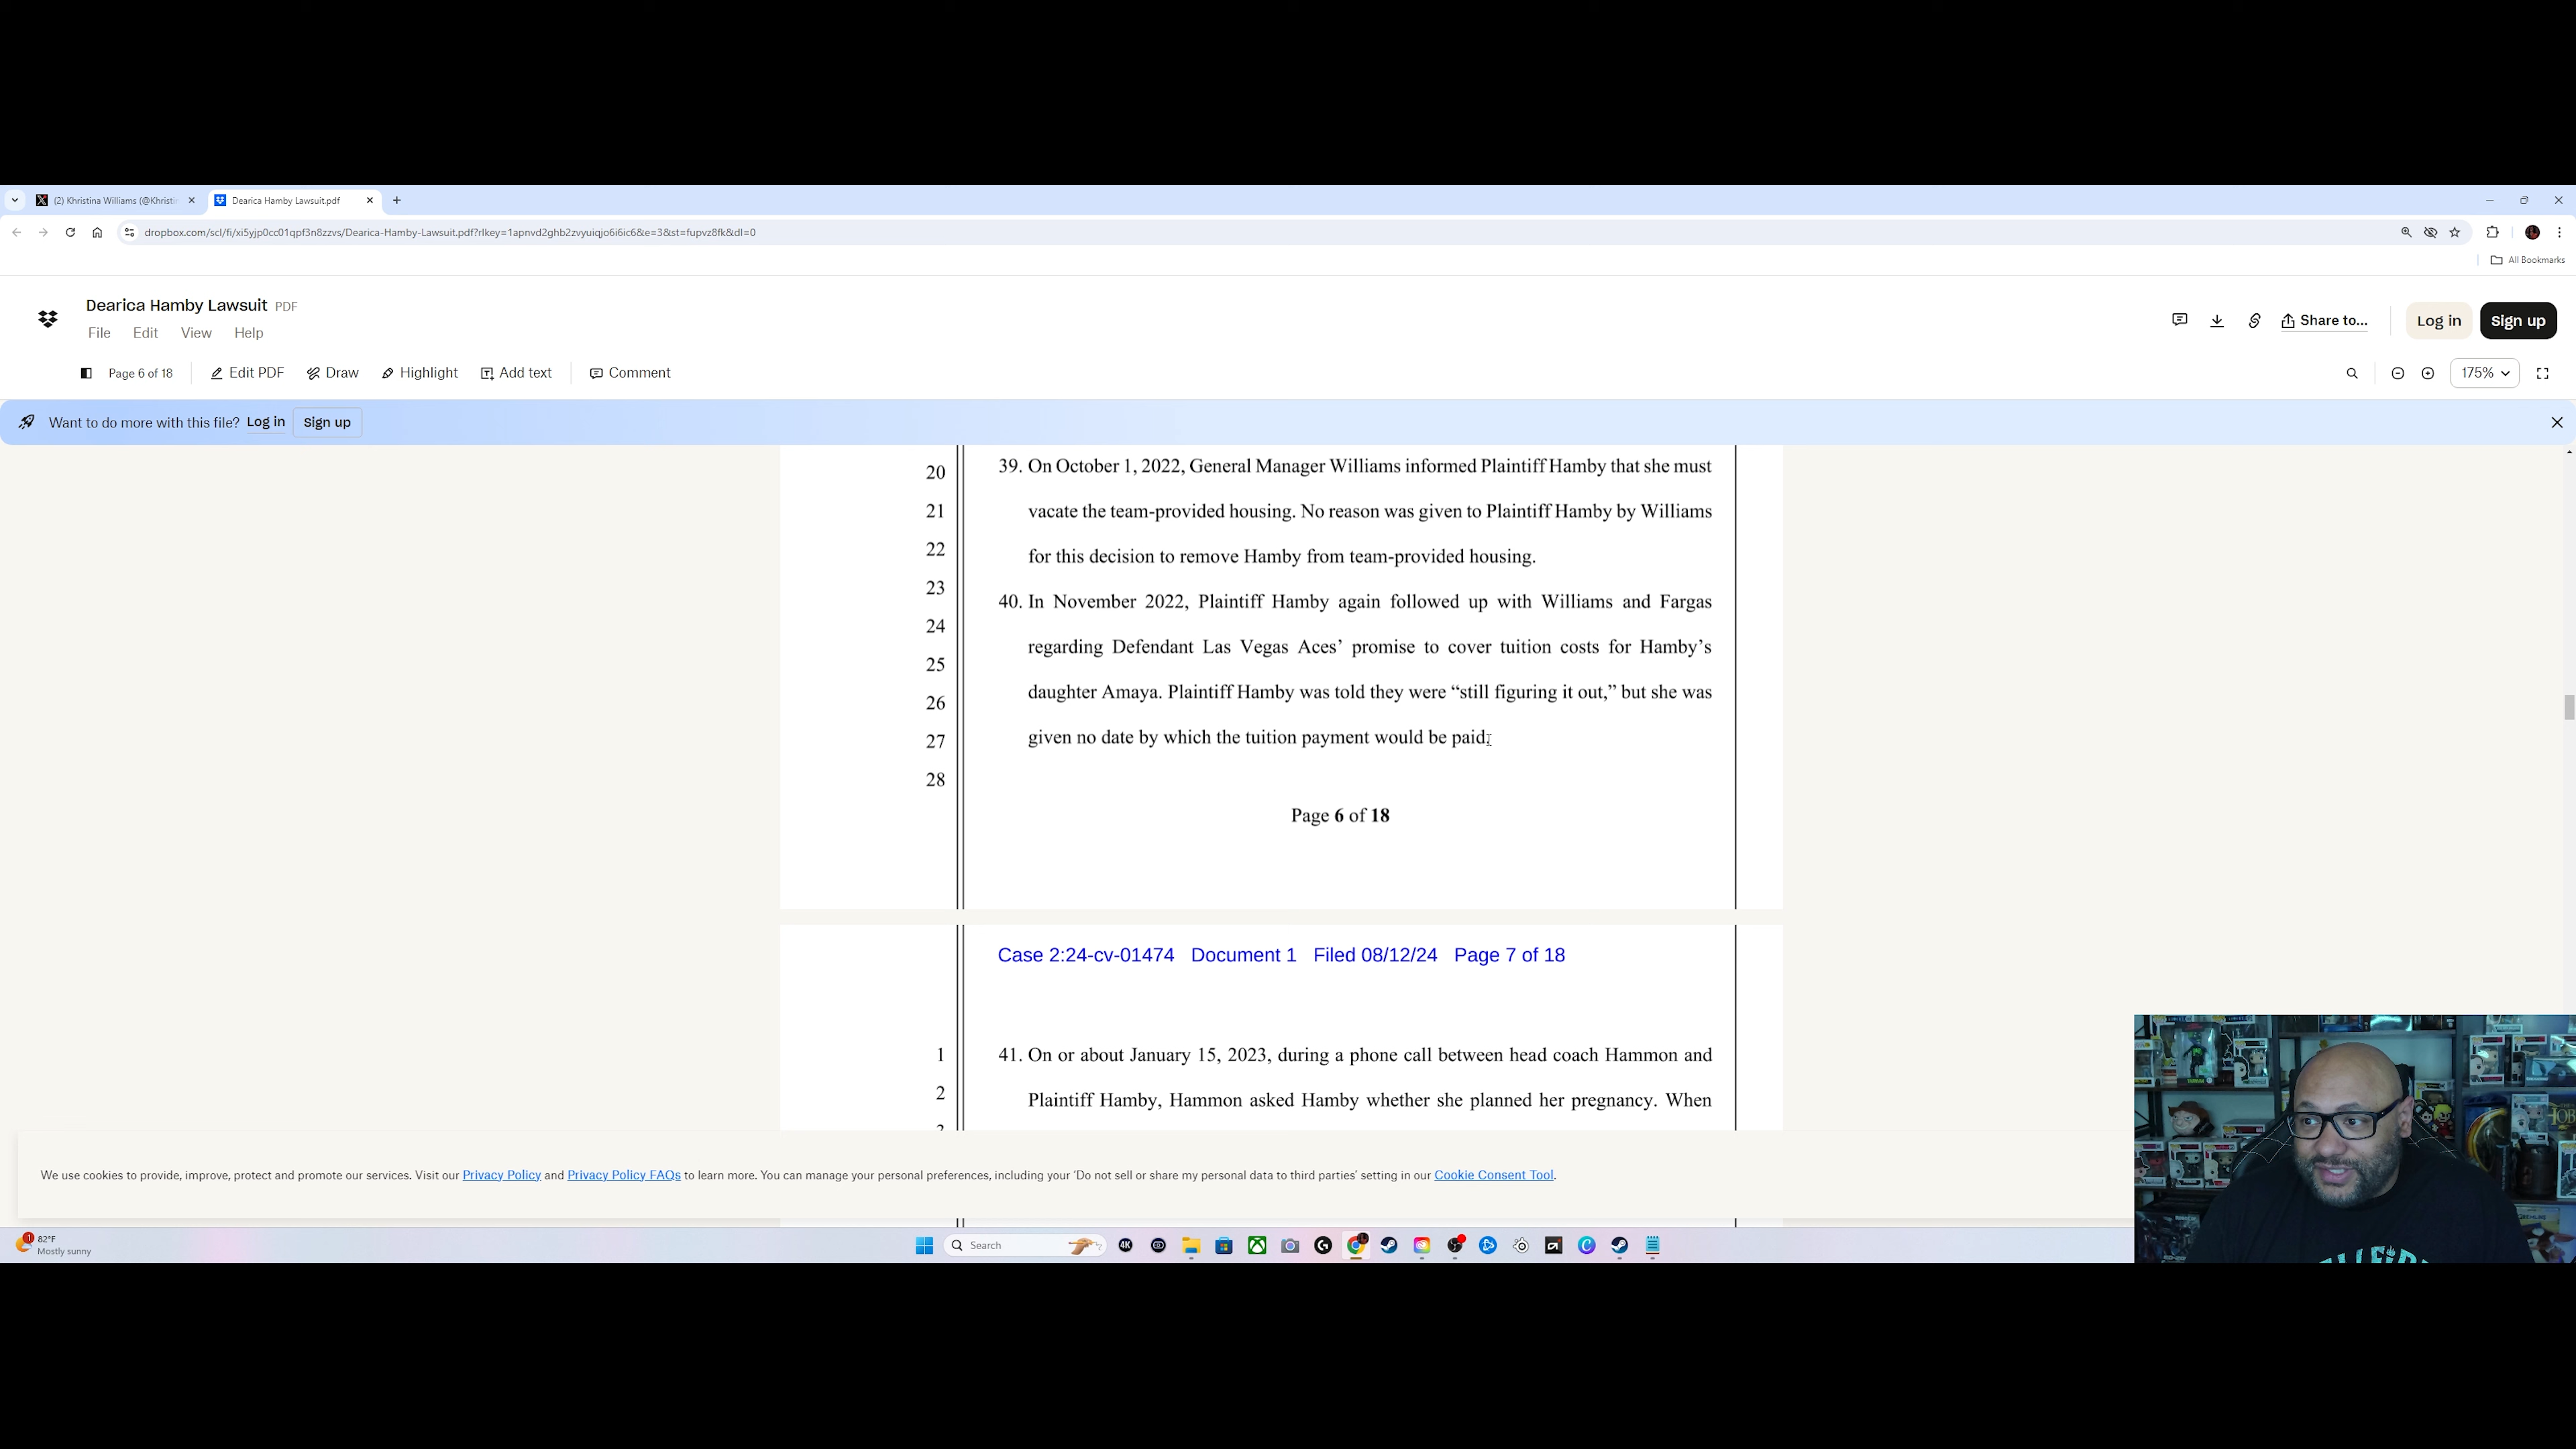 (2) Khristina Williams (@Khristin
Dearica Hamby Lawsuit.pdf
dropbox.com/scl/fi/xi5yjp0cc01qpf3n8zzvs/Dearica-Hamby-Lawsuit.pdf?rlkey=1apnvd2ghb2zvyuiqjo6i6ic6&e=3&st=fupvz8fk&dl=0
All Bookmarks
Dearica Hamby Lawsuit PDF
File Edit View Help
Share to...
Log in
Sign up
Page 6 of 18
Edit PDF
Draw
Highlight
Add text
Comment
175%
Want to do more with this file? Log in Sign up
20 39. On October 1, 2022, General Manager Williams informed Plaintiff Hamby that she must
21 vacate the team-provided housing. No reason was given to Plaintiff Hamby by Williams
22 for this decision to remove Hamby from team-provided housing.
23 40. In November 2022, Plaintiff Hamby again followed up with Williams and Fargas
24 regarding Defendant Las Vegas Aces’ promise to cover tuition costs for Hamby’s
25
26 daughter Amaya. Plaintiff Hamby was told they were “still figuring it out,” but she was
27 given no date by which the tuition payment would be paid.
28
Page 6 of 18
Case 2:24-cv-01474 Document 1 Filed 08/12/24 Page 7 of 18
1 41. On or about January 15, 2023, during a phone call between head coach Hammon and
2 Plaintiff Hamby, Hammon asked Hamby whether she planned her pregnancy. When
We use cookies to provide, improve, protect and promote our services. Visit our Privacy Policy and Privacy Policy FAQs to learn more. You can manage your personal preferences, including your ‘Do not sell or share my personal data to third parties’ setting in our Cookie Consent Tool.
1
82°F
Mostly sunny
Search
4K